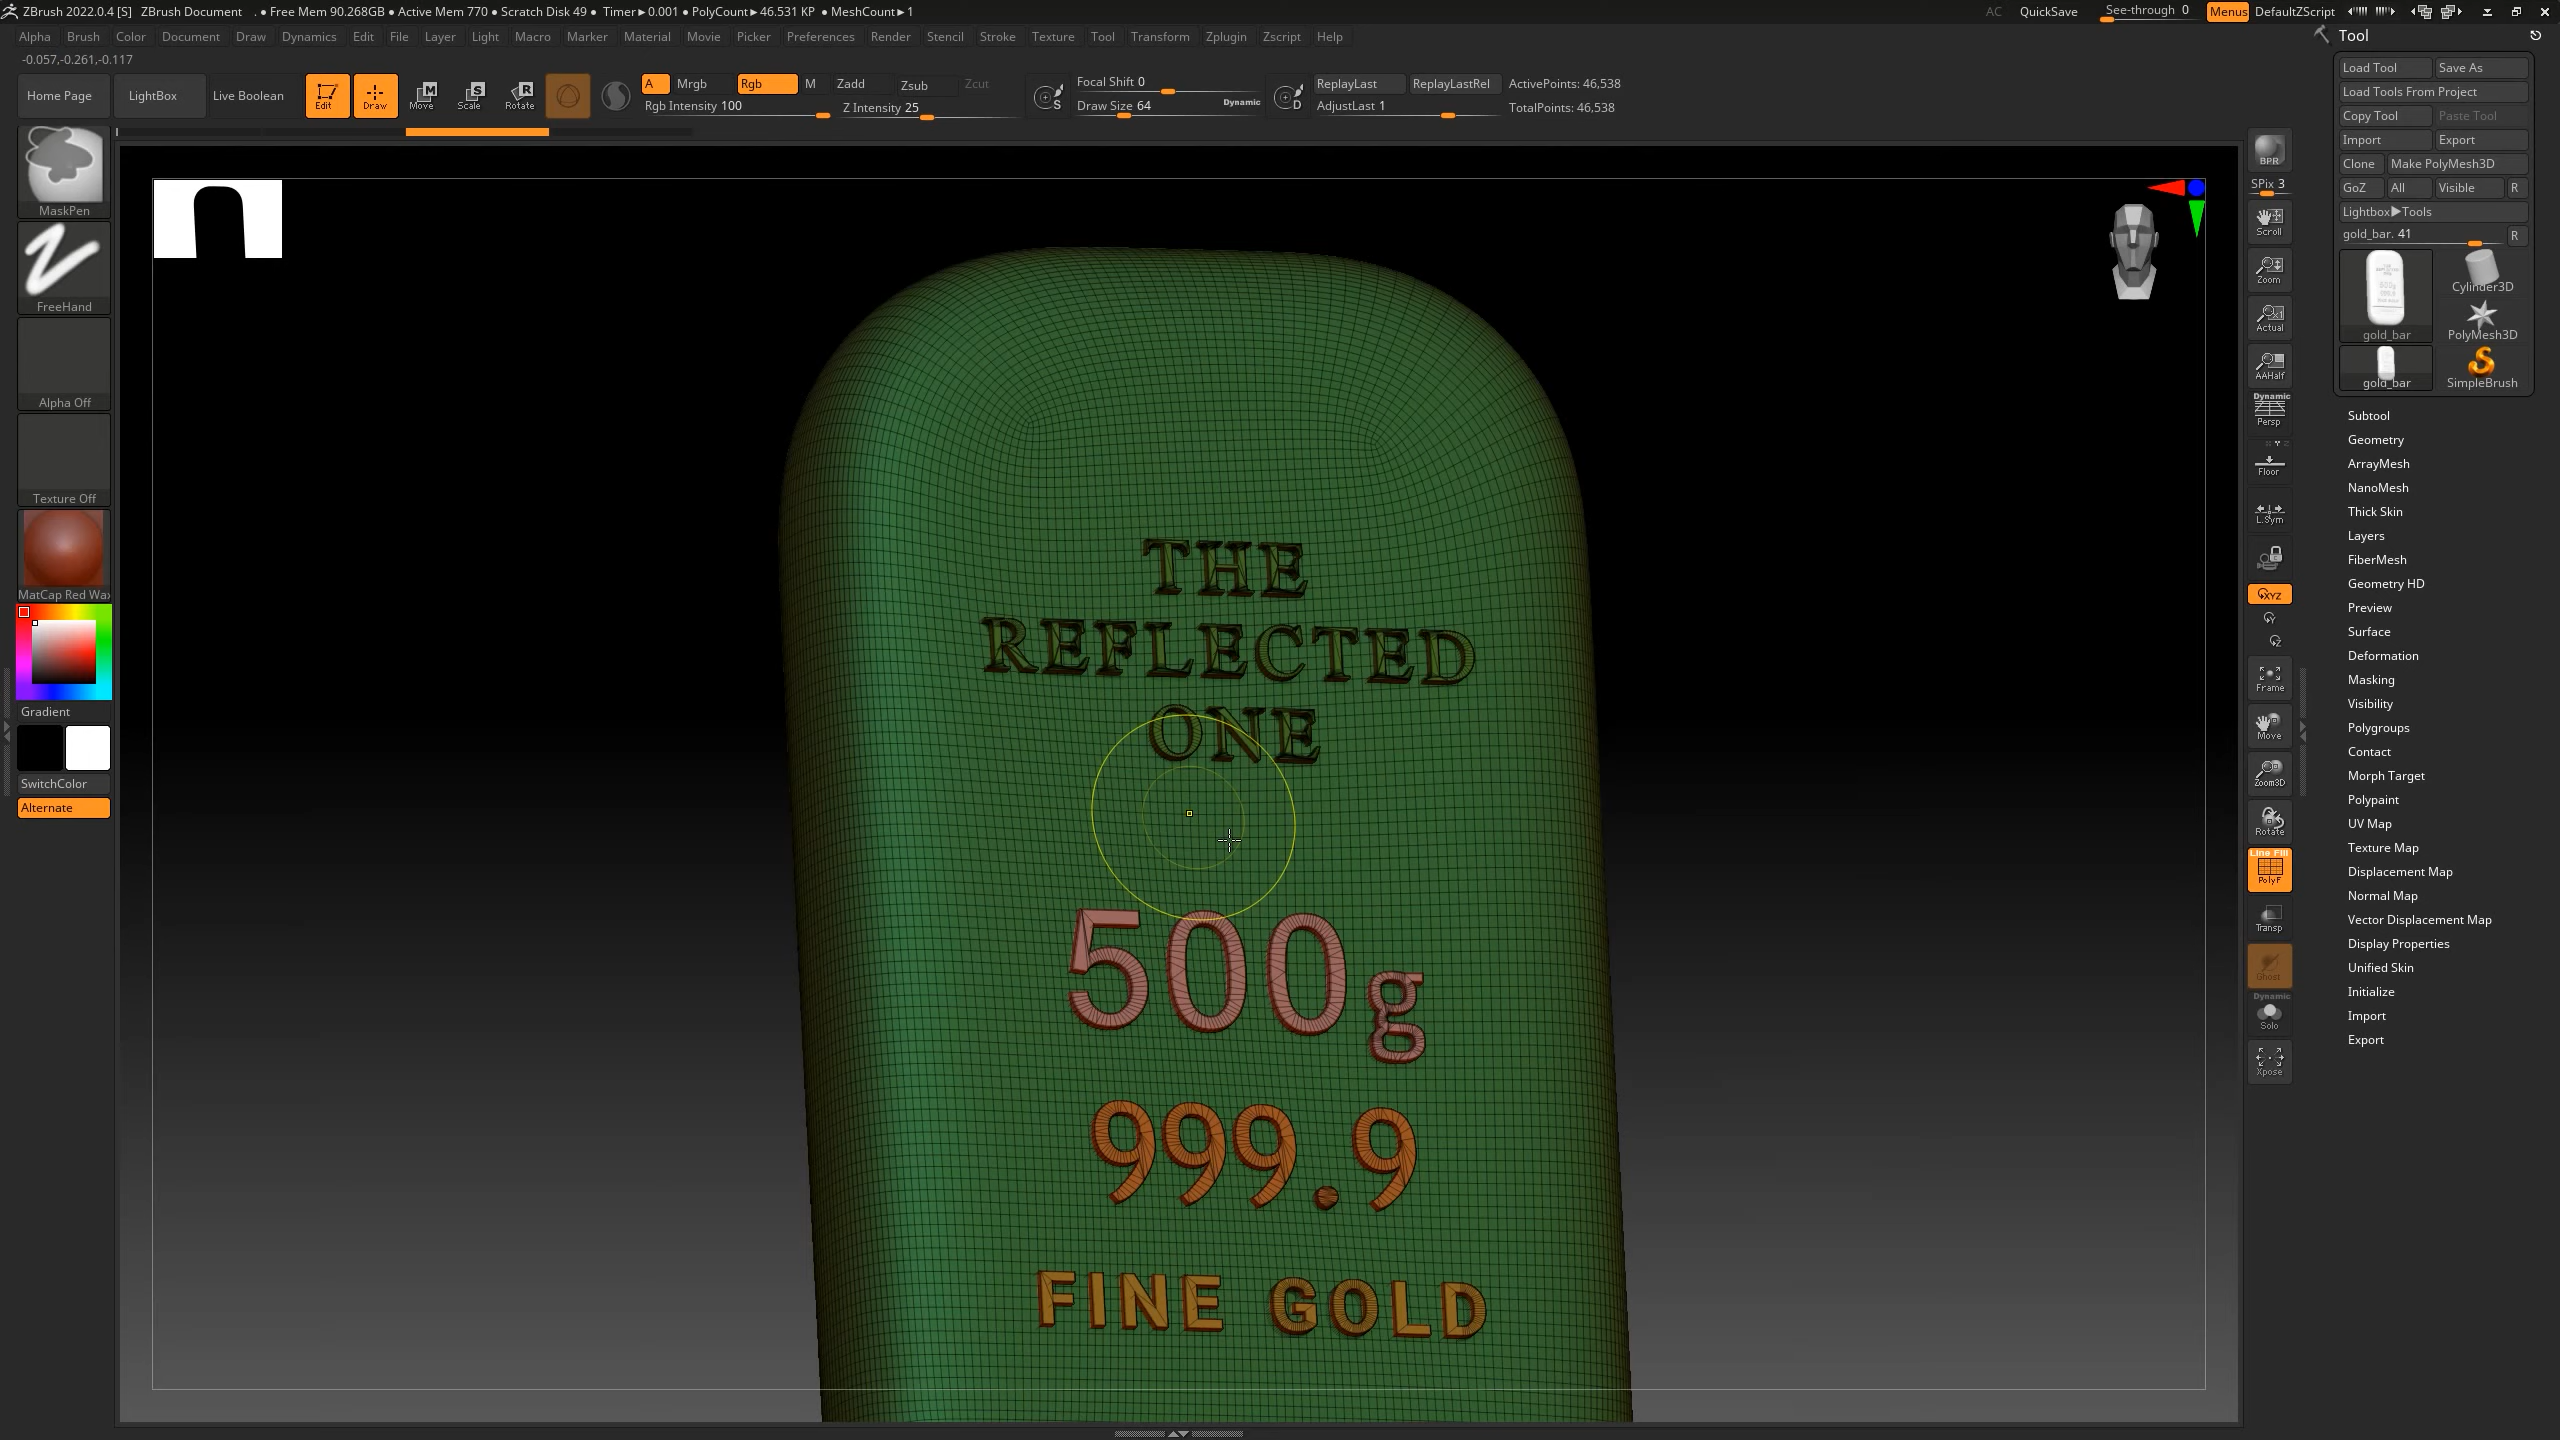 ZBrush 2022.0.4 [S] ZBrush Document . ● Free Mem 90.268GB ● Active Mem 770 ● Scratch Disk 49 ● Timer▶0.001 ● PolyCount▶46.531 KP ● MeshCount▶1 AC QuickSave See-through 0 Menus DefaultZScript
Alpha Brush Color Document Draw Dynamics Edit File Layer Light Macro Marker Material Movie Picker Preferences Render Stencil Stroke Texture Tool Transform Zplugin Zscript Help
-0.057,-0.261,-0.117
Home Page LightBox Live Boolean Edit Draw Move Scale Rotate
A Mrgb Rgb M Zadd Zsub Zcut
Rgb Intensity 100 Z Intensity 25
S
Focal Shift 0
Draw Size 64 Dynamic
D
ReplayLast ReplayLastRel ActivePoints: 46,538
AdjustLast 1 TotalPoints: 46,538
MaskPen
FreeHand
Alpha Off
Texture Off
MatCap Red Wax
Gradient
SwitchColor
Alternate
THE
REFLECTED
ONE
500g
999.9
FINE GOLD
BPR
SPix 3
Scroll
Zoom
Actual
AAHalf
Dynamic
Persp
Floor
L.Sym
XYZ
Frame
Move
Zoom3D
Rotate
Line Fill
PolyF
Transp
Ghost
Dynamic
Solo
Xpose
Tool
Load Tool Save As
Load Tools From Project
Copy Tool Paste Tool
Import Export
Clone Make PolyMesh3D
GoZ All Visible R
Lightbox▶Tools
gold_bar. 41 R
gold_bar Cylinder3D
PolyMesh3D
gold_bar SimpleBrush
Subtool
Geometry
ArrayMesh
NanoMesh
Thick Skin
Layers
FiberMesh
Geometry HD
Preview
Surface
Deformation
Masking
Visibility
Polygroups
Contact
Morph Target
Polypaint
UV Map
Texture Map
Displacement Map
Normal Map
Vector Displacement Map
Display Properties
Unified Skin
Initialize
Import
Export